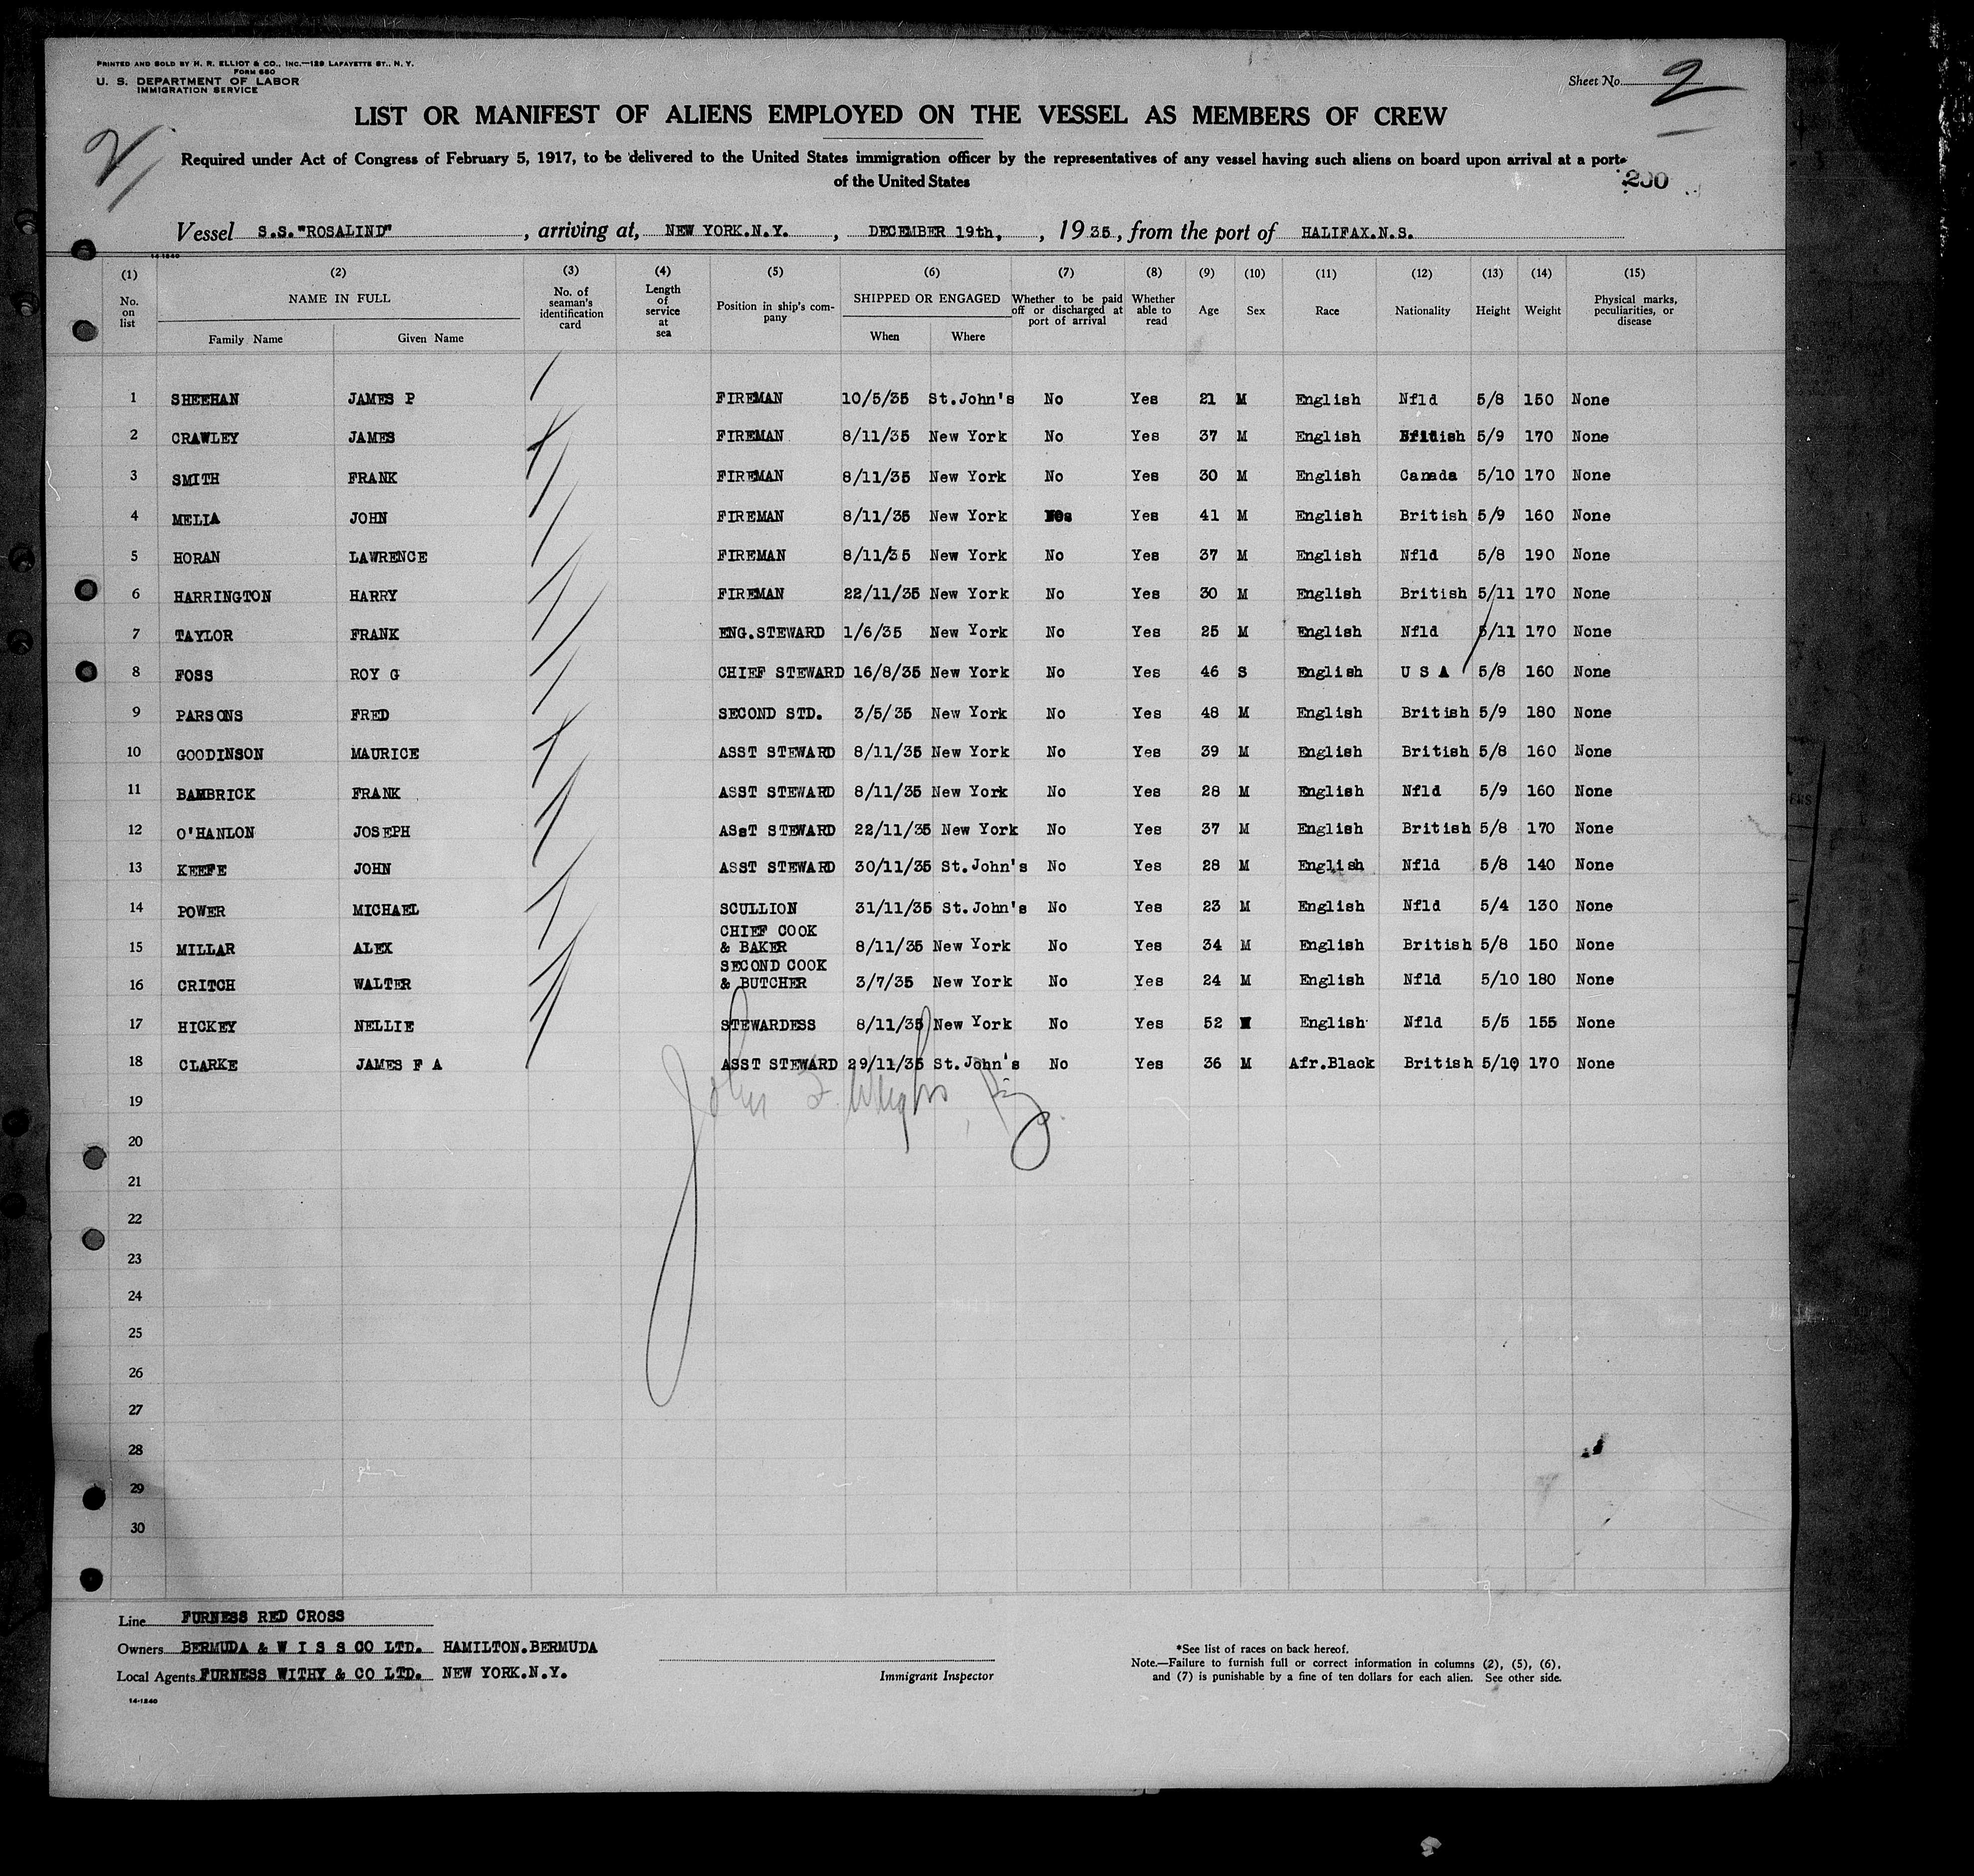 PRINTED AND SOLD BY H. R. ELLIOT & CO., INC.—129 LAFAYETTE ST., N. Y.
FORM 680
U. S. DEPARTMENT OF LABOR
IMMIGRATION SERVICE
Sheet No. 2
LIST OR MANIFEST OF ALIENS EMPLOYED ON THE VESSEL AS MEMBERS OF CREW
2
Required under Act of Congress of February 5, 1917, to be delivered to the United States immigration officer by the representatives of any vessel having such aliens on board upon arrival at a port
of the United States
200
Vessel S.S."ROSALIND", arriving at, NEW YORK.N.Y., DECEMBER 19th, , 1935, from the port of HALIFAX.N.S.
14-1240
(1) (2) (3) (4) (5) (6) (7) (8) (9) (10) (11) (12) (13) (14) (15)
No. on list NAME IN FULL Family Name Given Name No. of seaman's identification card Length of service at sea Position in ship's company SHIPPED OR ENGAGED When Where Whether to be paid off or discharged at port of arrival Whether able to read Age Sex Race Nationality Height Weight Physical marks, peculiarities, or disease
1 SHEEHAN JAMES P FIREMAN 10/5/35 St.John's No Yes 21 M English Nfld 5/8 150 None
2 CRAWLEY JAMES FIREMAN 8/11/35 New York No Yes 37 M English 5/9 170 None
3 SMITH FRANK FIREMAN 8/11/35 New York No Yes 30 M English Canada 5/10 170 None
4 MELIA JOHN FIREMAN 8/11/35 New York Yes 41 M English British 5/9 160 None
5 HORAN LAWRENCE FIREMAN 8/11/35 New York No Yes 37 M English Nfld 5/8 190 None
6 HARRINGTON HARRY FIREMAN 22/11/35 New York No Yes 30 M English British 5/11 170 None
7 TAYLOR FRANK ENG.STEWARD 1/6/35 New York No Yes 25 M English Nfld 5/11 170 None
8 FOSS ROY G CHIEF STEWARD 16/8/35 New York No Yes 46 S English U S A 5/8 160 None
9 PARSONS FRED SECOND STD. 3/5/35 New York No Yes 48 M English British 5/9 180 None
10 GOODINSON MAURICE ASST STEWARD 8/11/35 New York No Yes 39 M English British 5/8 160 None
11 BAMBRICK FRANK ASST STEWARD 8/11/35 New York No Yes 28 M English Nfld 5/9 160 None
12 O'HANLON JOSEPH ASsT STEWARD 22/11/35 New York No Yes 37 M English British 5/8 170 None
13 KEEFE JOHN ASST STEWARD 30/11/35 St.John's No Yes 28 M English Nfld 5/8 140 None
14 POWER MICHAEL SCULLION 31/11/35 St.John's No Yes 23 M English Nfld 5/4 130 None
15 MILLAR ALEX CHIEF COOK & BAKER 8/11/35 New York No Yes 34 M English British 5/8 150 None
16 CRITCH WALTER SECOND COOK & BUTCHER 3/7/35 New York No Yes 24 M English Nfld 5/10 180 None
17 HICKEY NELLIE STEWARDESS 8/11/35 New York No Yes 52 English Nfld 5/5 155 None
18 CLARKE JAMES F A ASST STEWARD 29/11/35 St.John's No Yes 36 M Afr.Black British 5/10 170 None
19
John
20
21
22
23
24
25
26
27
28
29
30
Line FURNESS RED CROSS
Owners BERMUDA & W I S S CO LTD. HAMILTON.BERMUDA
Local Agents FURNESS WITHY & CO LTD. NEW YORK.N.Y.
14-1240
Immigrant Inspector
*See list of races on back hereof.
Note.—Failure to furnish full or correct information in columns (2), (5), (6),
and (7) is punishable by a fine of ten dollars for each alien. See other side.